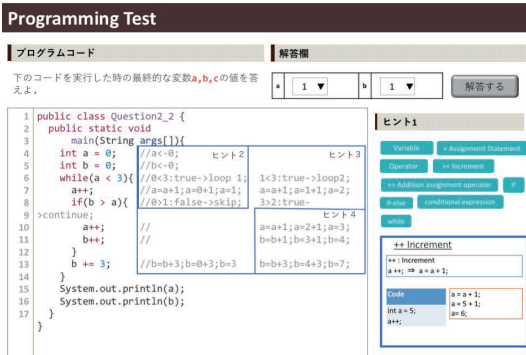 Programming Test
プログラムコード
解答欄
下のコードを実行した時の最終的な変数a,b,cの値を答
えよ.
a 1 ▼ b 1 ▼ 解答する
ヒント1
1 public class Question2_2 {
2 public static void
3 main(String args[]){
4 int a = 0; //a<-0; ヒント2 ヒント3
5 int b = 0; //b<-0;
6 while(a < 3){ //0<3:true->loop 1; 1<3:true->loop2;
7 a++; //a=a+1;a=0+1;a=1; a=a+1;a=1+1;a=2;
8 if(b > a){ //0>1:false->skip; 3>2:true-
9 >continue; ヒント4
10 a++; // a=a+1;a=2+1;a=3;
11 b++; // b=b+1;b=3+1;b=4;
12 }
13 b += 3; //b=b+3;b=0+3;b=3 b=b+3;b=4+3;b=7;
14 }
15 System.out.println(a);
16 System.out.println(b);
17 }
}
Variable = Assignment Statement
Operator ++ Increment
+= Addition assignment operator if
if-else conditional expression
while
++ Increment
++ : Increment
a ++; ⇒ a = a + 1;
Code
int a = 5;
a++;
a = a + 1;
a = 5 + 1;
a= 6;